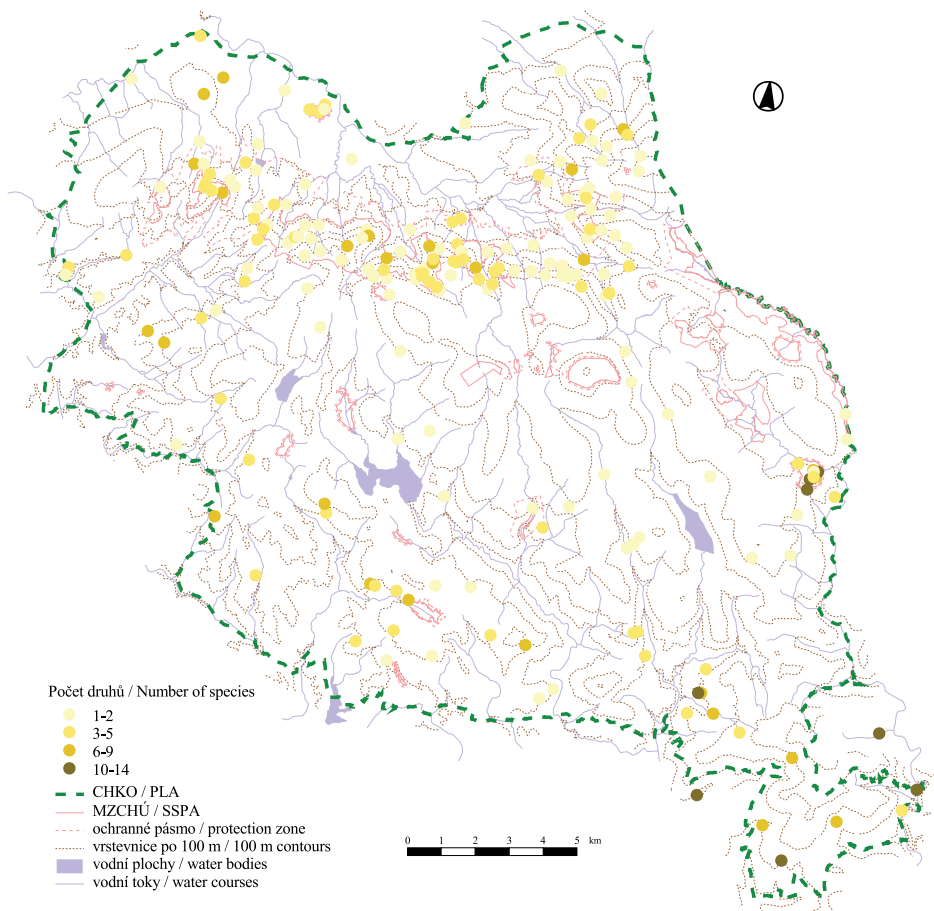 Počet druhů / Number of species
1-2
3-5
6-9
10-14
CHKO / PLA
MZCHÚ / SSPA
ochranné pásmo / protection zone
vrstevnice po 100 m / 100 m contours
vodní plochy / water bodies
vodní toky / water courses
0 1 2 3 4 5 km